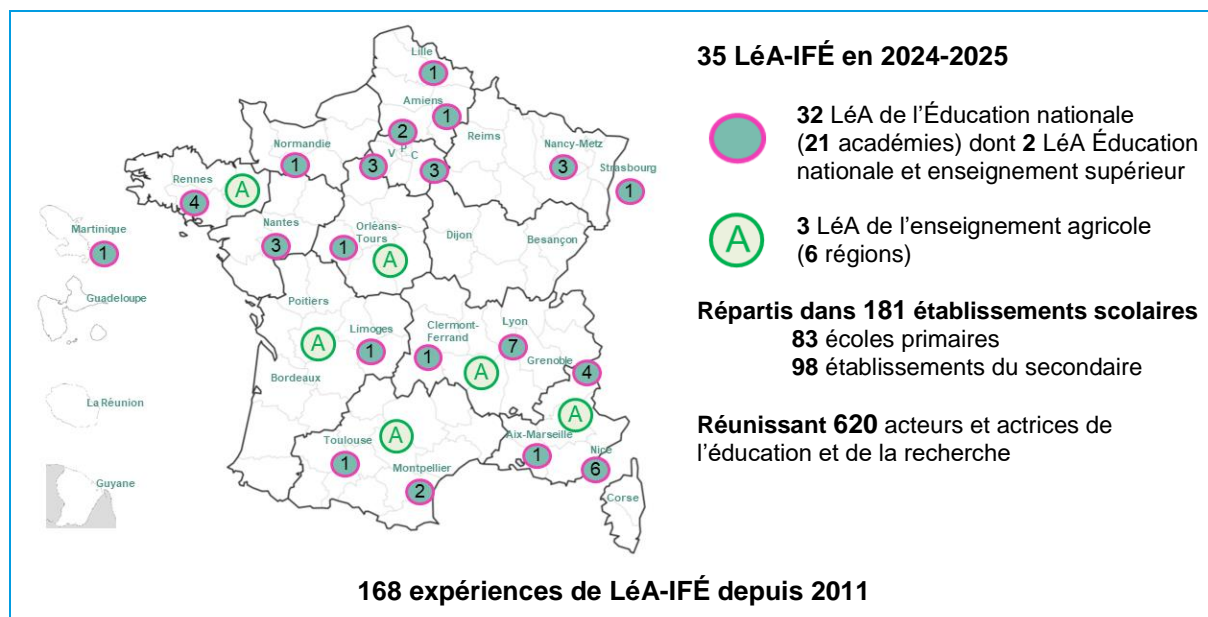 Lille
1
Amiens
1
2
Reims
Normandie
1
V P C
3
3
Nancy-Metz
3
Strasbourg
1
Rennes
A
4
Martinique
1
Nantes
3
Orléans-
Tours
1
A
Dijon
Besançon
Guadeloupe
Poitiers
A
Limoges
1
Clermont-
Ferrand
1
Lyon
7
A
Grenoble
4
Bordeaux
La Réunion
A
Toulouse
1
A
Aix-Marseille
1
Nice
6
Montpellier
2
Guyane
Corse
35 LéA-IFÉ en 2024-2025
32 LéA de l’Éducation nationale
(21 académies) dont 2 LéA Éducation
nationale et enseignement supérieur
A
3 LéA de l’enseignement agricole
(6 régions)
Répartis dans 181 établissements scolaires
83 écoles primaires
98 établissements du secondaire
Réunissant 620 acteurs et actrices de
l’éducation et de la recherche
168 expériences de LéA-IFÉ depuis 2011